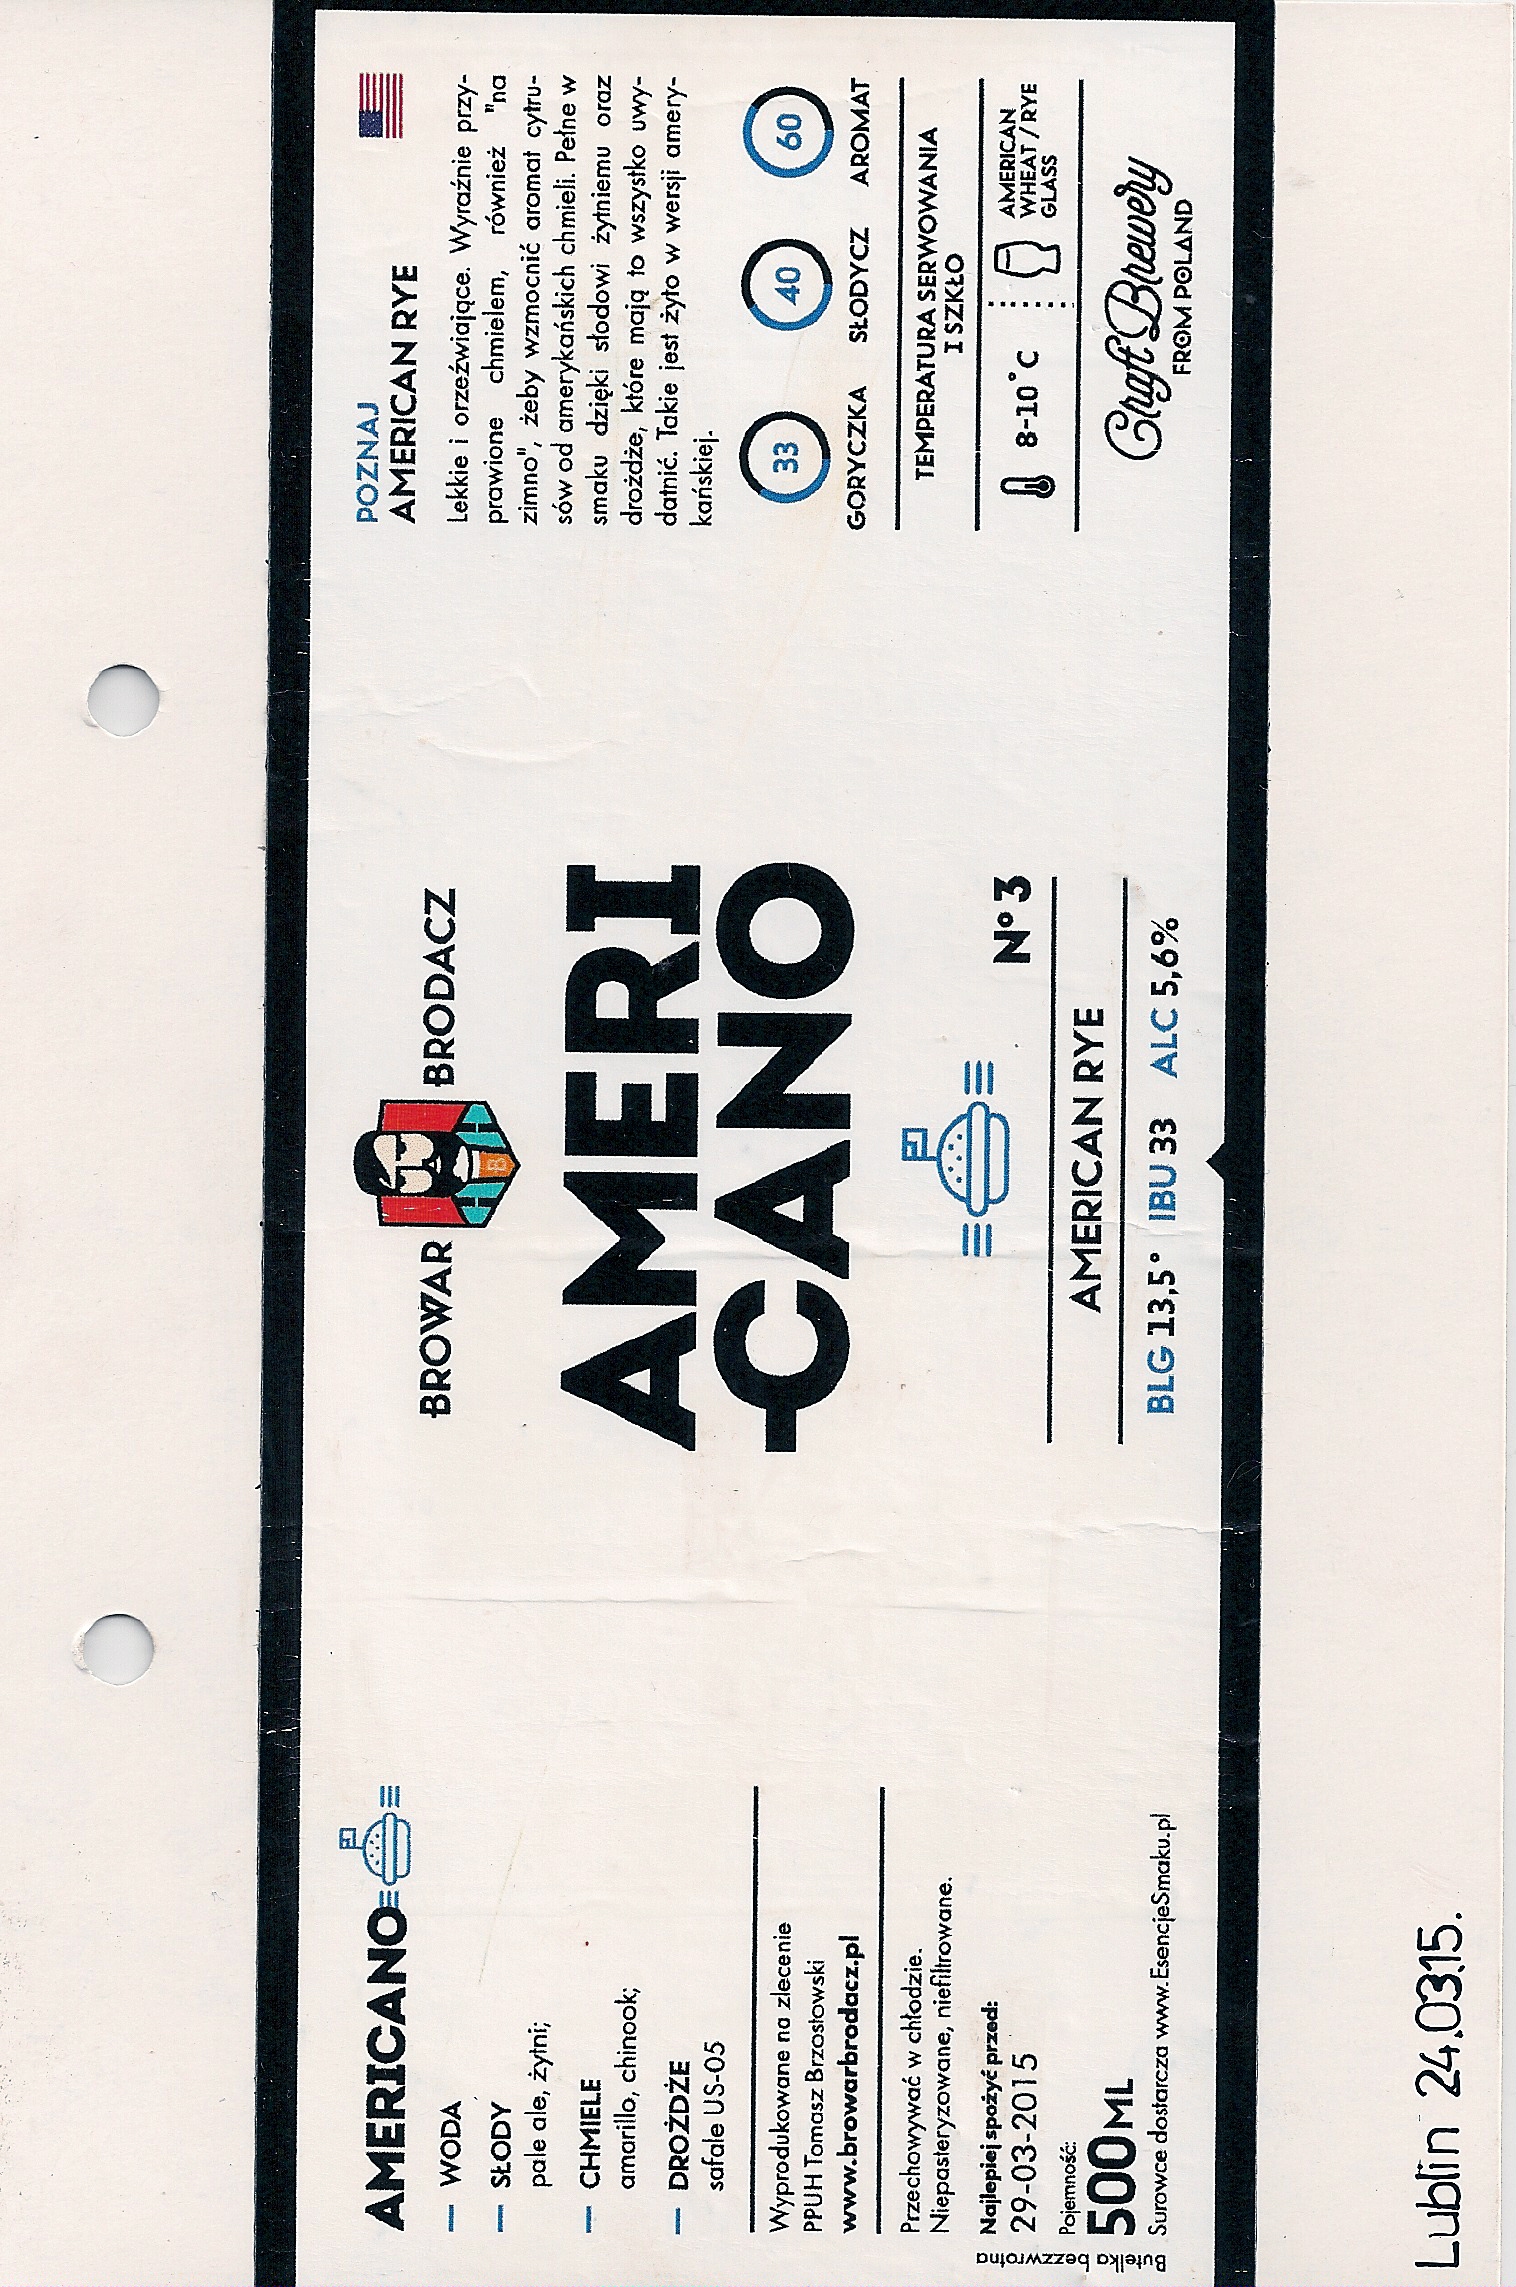 AMERICANO
– WODA
– SŁODY
pale ale, żytni;
– CHMIELE
amarillo, chinook;
– DROŻDŻE
safale US-05
Wyprodukowane na zlecenie
PPUH Tomasz Brzostowski
www.browarbrodacz.pl
Przechowywać w chłodzie.
Niepasteryzowane, niefiltrowane.
Najlepiej spożyć przed:
29-03-2015
Pojemność:
500 ML
Surowce dostarcza www.EsencjeSmaku.pl
Butelka bezzwrotna
BROWAR BRODACZ
B
AMERI
CANO
Nº 3
AMERICAN RYE
BLG 13,5° IBU 33 ALC 5,6%
POZNAJ
AMERICAN RYE
Lekkie i orzeźwiające. Wyraźnie przy-
prawione chmielem, również "na
zimno", żeby wzmocnić aromat cytru-
sów od amerykańskich chmieli. Pełne w
smaku dzięki słodowi żytniemu oraz
drożdże, które mają to wszystko uwy-
datnić. Takie jest żyto w wersji amery-
kańskiej.
33 40 60
GORYCZKA SŁODYCZ AROMAT
TEMPERATURA SERWOWANIA
I SZKŁO
8-10°C
AMERICAN
WHEAT / RYE
GLASS
Craft Brewery
FROM POLAND
Lublin 24.03.15.